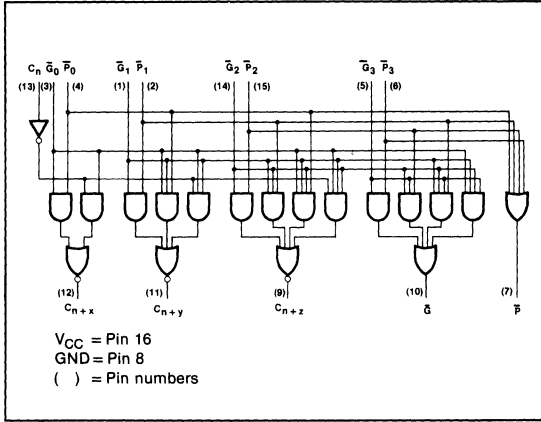 Cn G̅0 P̅0 G̅1 P̅1 G̅2 P̅2 G̅3 P̅3
(13) (3) (4) (1) (2) (14) (15) (5) (6)
(12) (11) (9) (10) (7)
Cn+x Cn+y Cn+z G̅ P̅
VCC = Pin 16
GND = Pin 8
( ) = Pin numbers